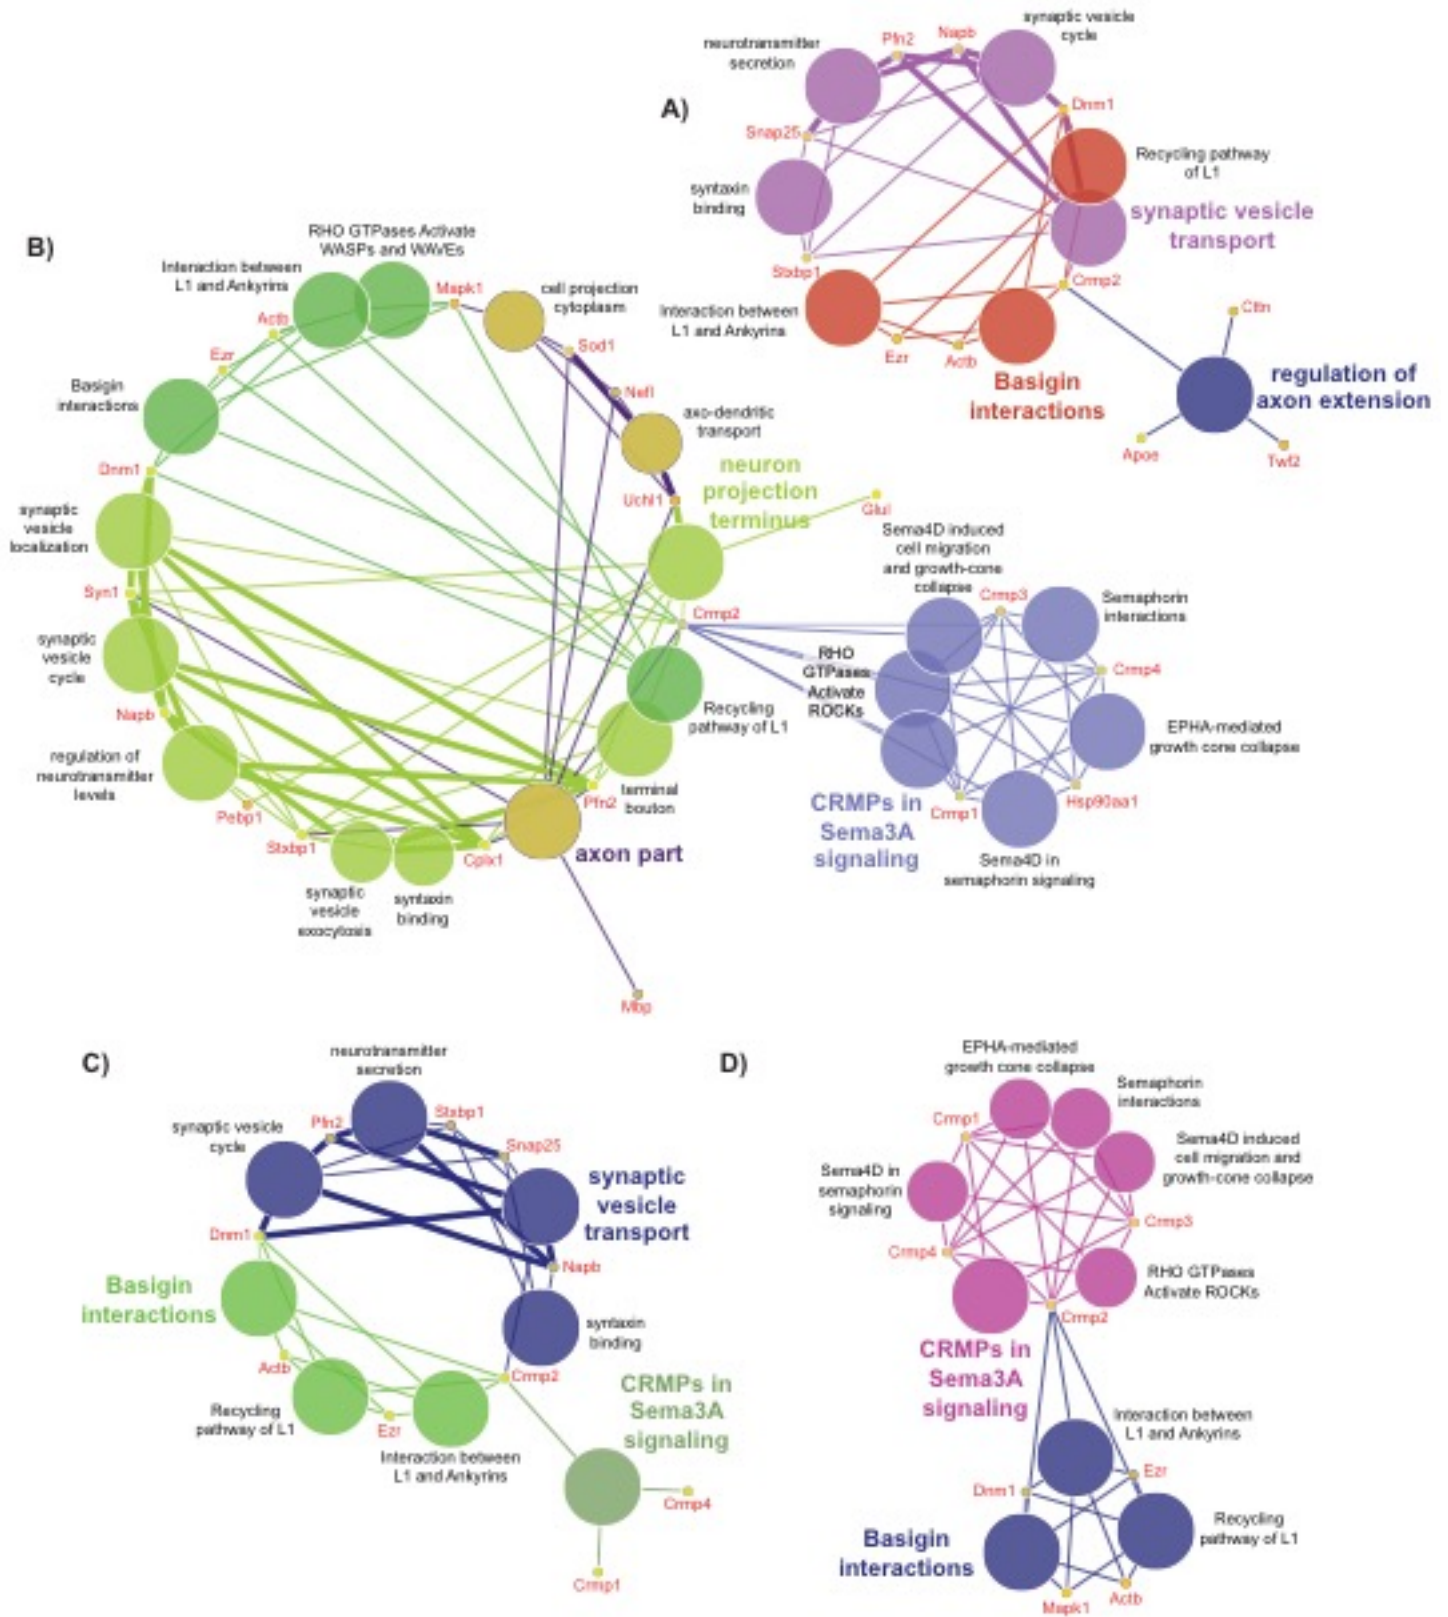 A)
neurotransmitter
secretion
Pfn2
Napb
synaptic vesicle
cycle
Dnm1
Snap25
Recycling pathway
of L1
syntaxin
binding
synaptic vesicle
transport
Stxbp1
Crmp2
Interaction between
L1 and Ankyrins
Ezr
Actb
Basigin
interactions
Cttn
regulation of
axon extension
Apoe
Twf2
B)
RHO GTPases Activate
WASPs and WAVEs
Interaction between
L1 and Ankyrins
Mapk1
cell projection
cytoplasm
Actb
Sod1
Ezr
Nefl
Basigin
interactions
axo-dendritic
transport
Dnm1
neuron
projection
terminus
Uchl1
Glul
synaptic
vesicle
localization
Sema4D induced
cell migration
and growth-cone
collapse
Syn1
Crmp2
Crmp3
Semaphorin
interactions
synaptic
vesicle
cycle
RHO
GTPases
Activate
ROCKs
Crmp4
Napb
Recycling
pathway of L1
EPHA-mediated
growth cone collapse
regulation of
neurotransmitter
levels
terminal
bouton
Pfn2
Pebp1
CRMPs in
Sema3A
signaling
Crmp1
Hsp90aa1
Stxbp1
Cplx1
axon part
Sema4D in
semaphorin signaling
synaptic
vesicle
exocytosis
syntaxin
binding
Mbp
C)
neurotransmitter
secretion
synaptic vesicle
cycle
Pfn2
Stxbp1
Snap25
synaptic
vesicle
transport
Dnm1
Napb
Basigin
interactions
syntaxin
binding
Actb
Crmp2
Recycling
pathway of L1
Ezr
Interaction between
L1 and Ankyrins
CRMPs in
Sema3A
signaling
Crmp4
Crmp1
D)
EPHA-mediated
growth cone collapse
Semaphorin
interactions
Crmp1
Sema4D induced
cell migration and
growth-cone collapse
Sema4D in
semaphorin
signaling
Crmp3
Crmp4
RHO GTPases
Activate ROCKs
Crmp2
CRMPs in
Sema3A
signaling
Interaction between
L1 and Ankyrins
Ezr
Dnm1
Recycling
pathway of L1
Basigin
interactions
Mapk1
Actb